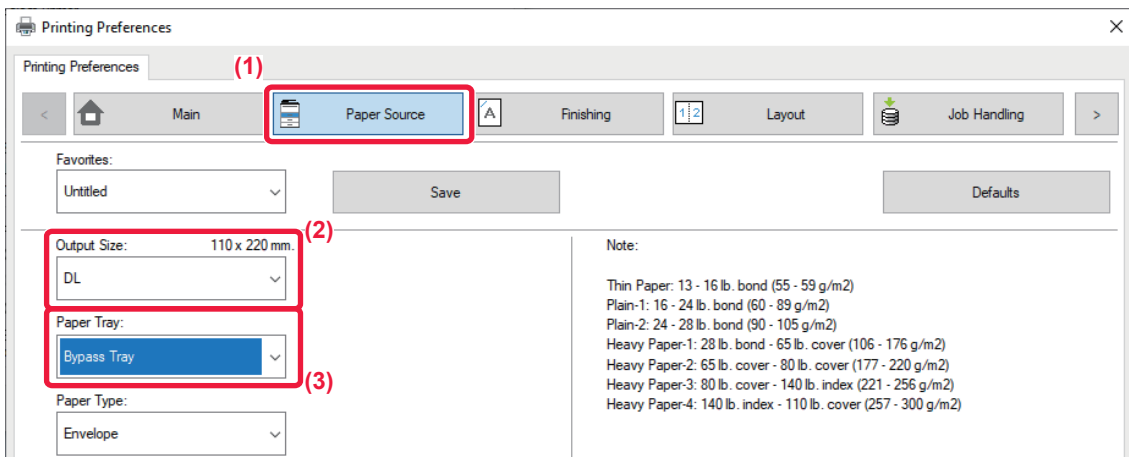 Printing Preferences
Printing Preferences
(1)
< Main Paper Source A Finishing 1 2 Layout Job Handling >
Favorites:
Untitled Save Defaults
(2)
Output Size: 110 x 220 mm.
DL
Paper Tray:
Bypass Tray
(3)
Paper Type:
Envelope
Note:
Thin Paper: 13 - 16 lb. bond (55 - 59 g/m2)
Plain-1: 16 - 24 lb. bond (60 - 89 g/m2)
Plain-2: 24 - 28 lb. bond (90 - 105 g/m2)
Heavy Paper-1: 28 lb. bond - 65 lb. cover (106 - 176 g/m2)
Heavy Paper-2: 65 lb. cover - 80 lb. cover (177 - 220 g/m2)
Heavy Paper-3: 80 lb. cover - 140 lb. index (221 - 256 g/m2)
Heavy Paper-4: 140 lb. index - 110 lb. cover (257 - 300 g/m2)